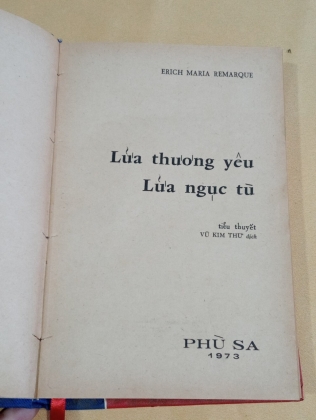 ERICH MARIA REMARQUE
Lửa thương yêu
Lửa ngục tù
tiểu thuyết
VŨ KIM THƯ dịch
PHÙ SA
1973